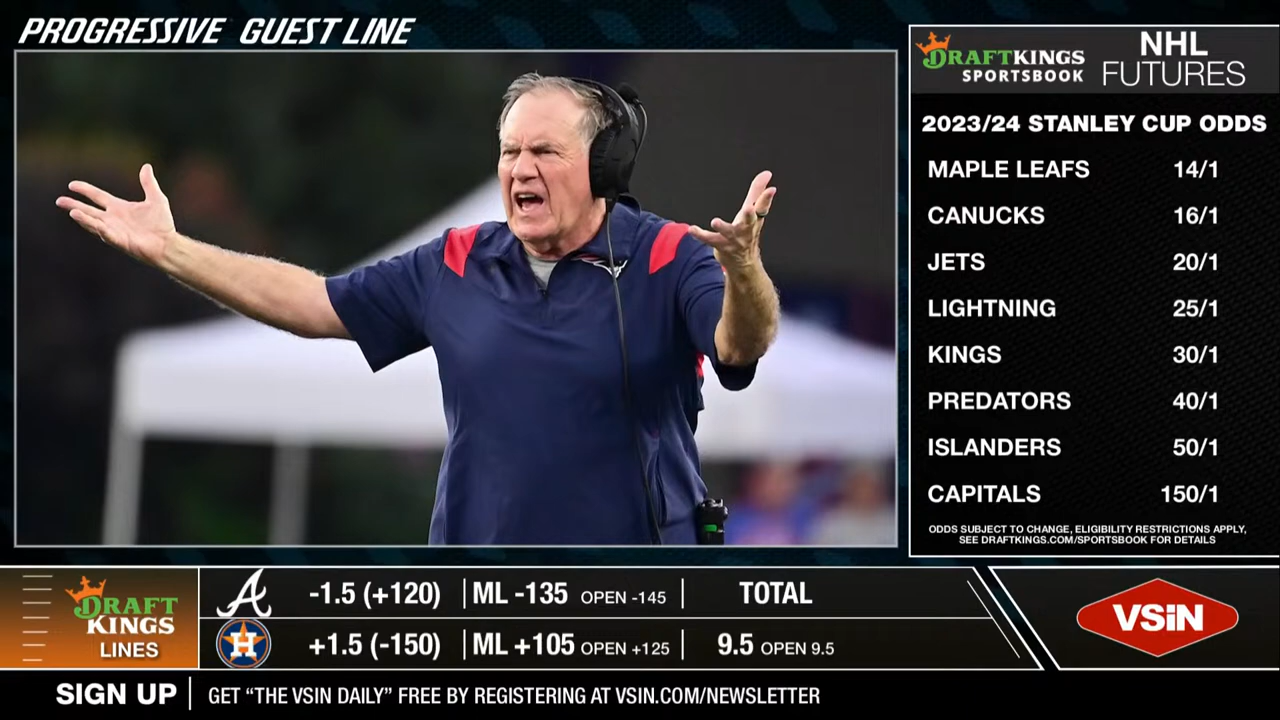 PROGRESSIVE GUEST LINE
DRAFTKINGS
SPORTSBOOK
NHL
FUTURES
2023/24 STANLEY CUP ODDS
MAPLE LEAFS 14/1
CANUCKS 16/1
JETS 20/1
LIGHTNING 25/1
KINGS 30/1
PREDATORS 40/1
ISLANDERS 50/1
CAPITALS 150/1
ODDS SUBJECT TO CHANGE, ELIGIBILITY RESTRICTIONS APPLY,
SEE DRAFTKINGS.COM/SPORTSBOOK FOR DETAILS
DRAFT
KINGS
LINES
A -1.5 (+120) ML -135 OPEN -145 TOTAL
H +1.5 (-150) ML +105 OPEN +125 9.5 OPEN 9.5
VSiN
SIGN UP GET “THE VSIN DAILY” FREE BY REGISTERING AT VSIN.COM/NEWSLETTER